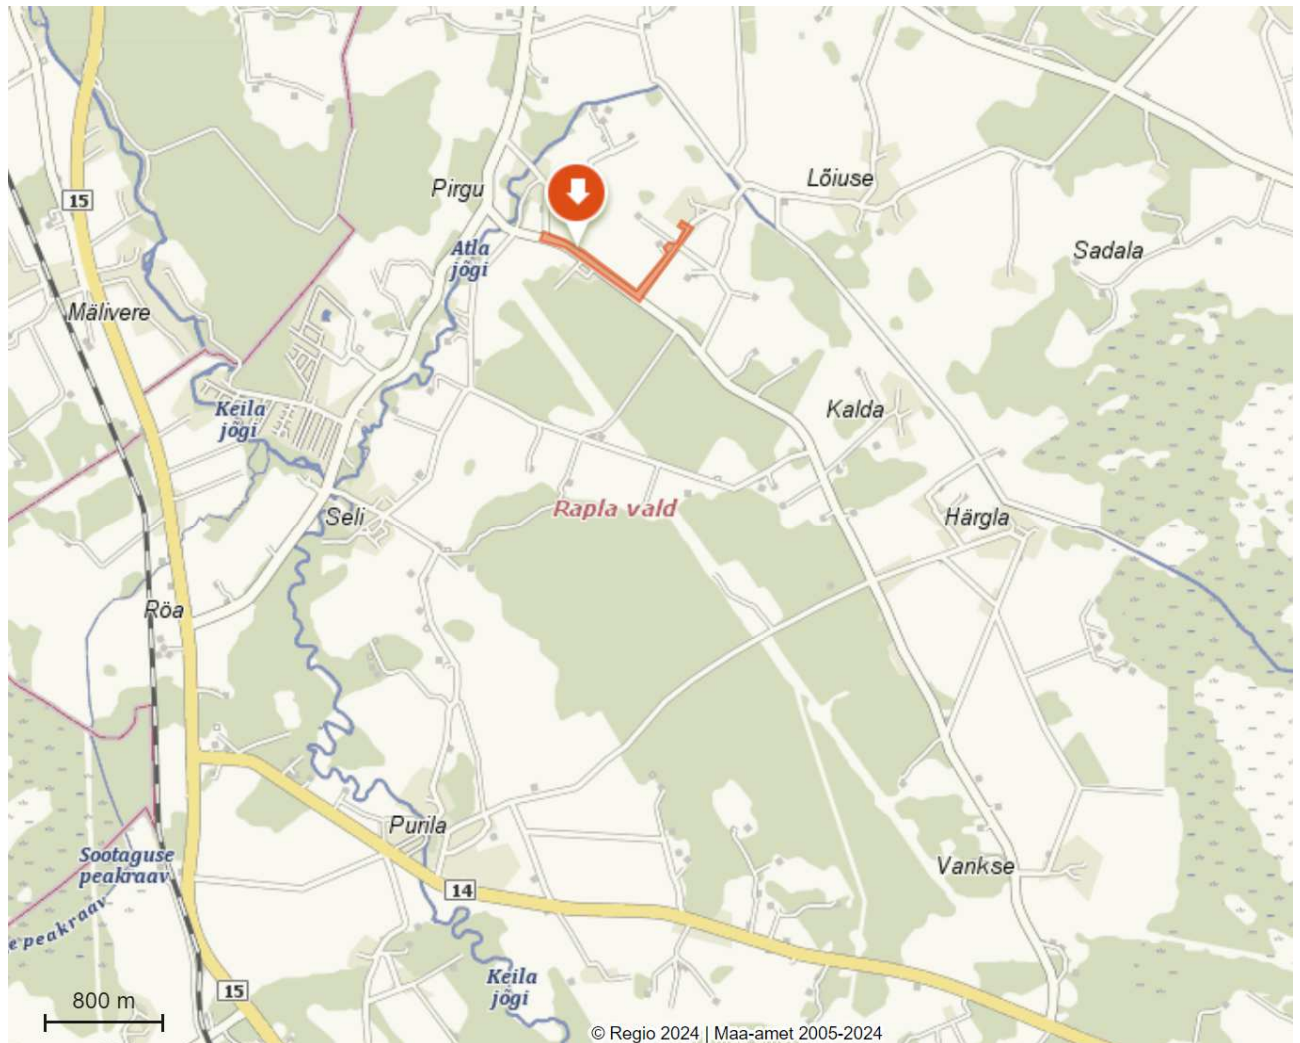 Pirgu
Lõiuse
15
Atla
jõgi
Sadala
Mälivere
Keila
jõgi
Kalda
Rapla vald
Seli
Härgla
Röa
Purila
Sootaguse
peakraav
Vankse
14
e peakraav
Keila
jõgi
15
800 m
© Regio 2024 | Maa-amet 2005-2024